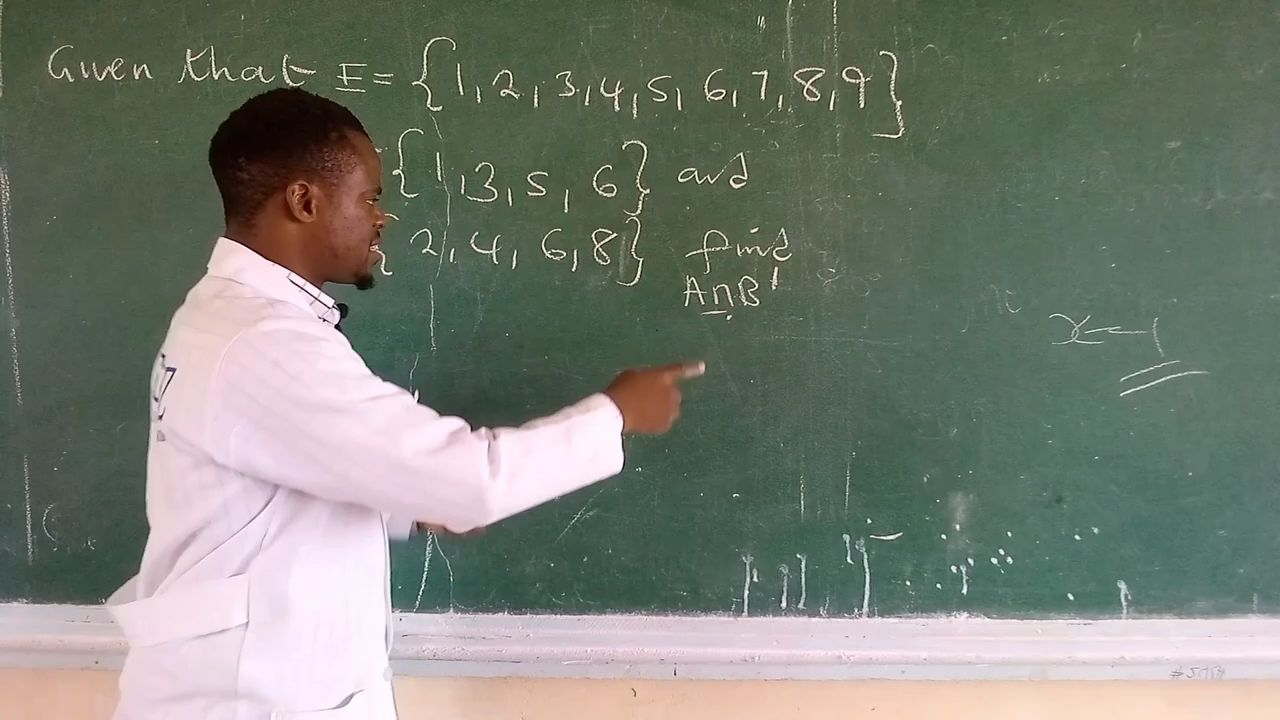 Given that E = {1, 2, 3, 4, 5, 6, 7, 8, 9}
{1, 3, 5, 6} and
{2, 4, 6, 8} find
A∩B'
x-1